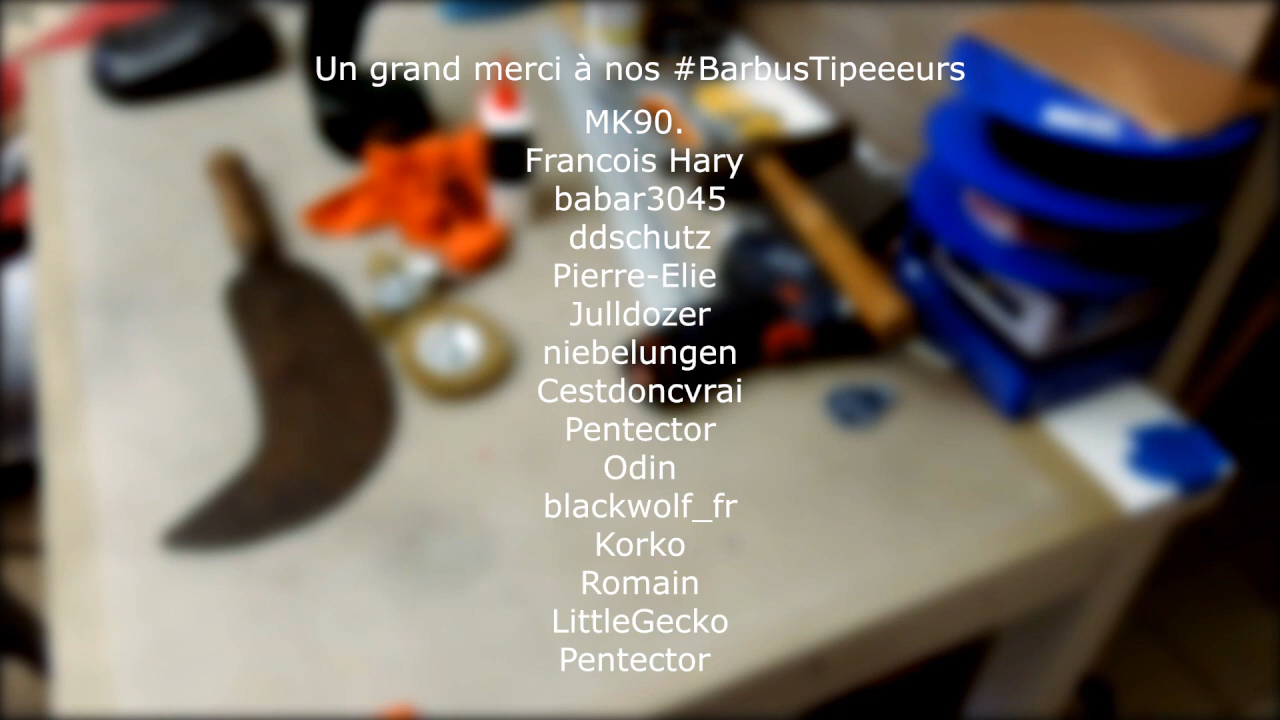 Un grand merci à nos #BarbusTipeeeurs
MK90.
Francois Hary
babar3045
ddschutz
Pierre-Elie
Julldozer
niebelungen
Cestdoncvrai
Pentector
Odin
blackwolf_fr
Korko
Romain
LittleGecko
Pentector